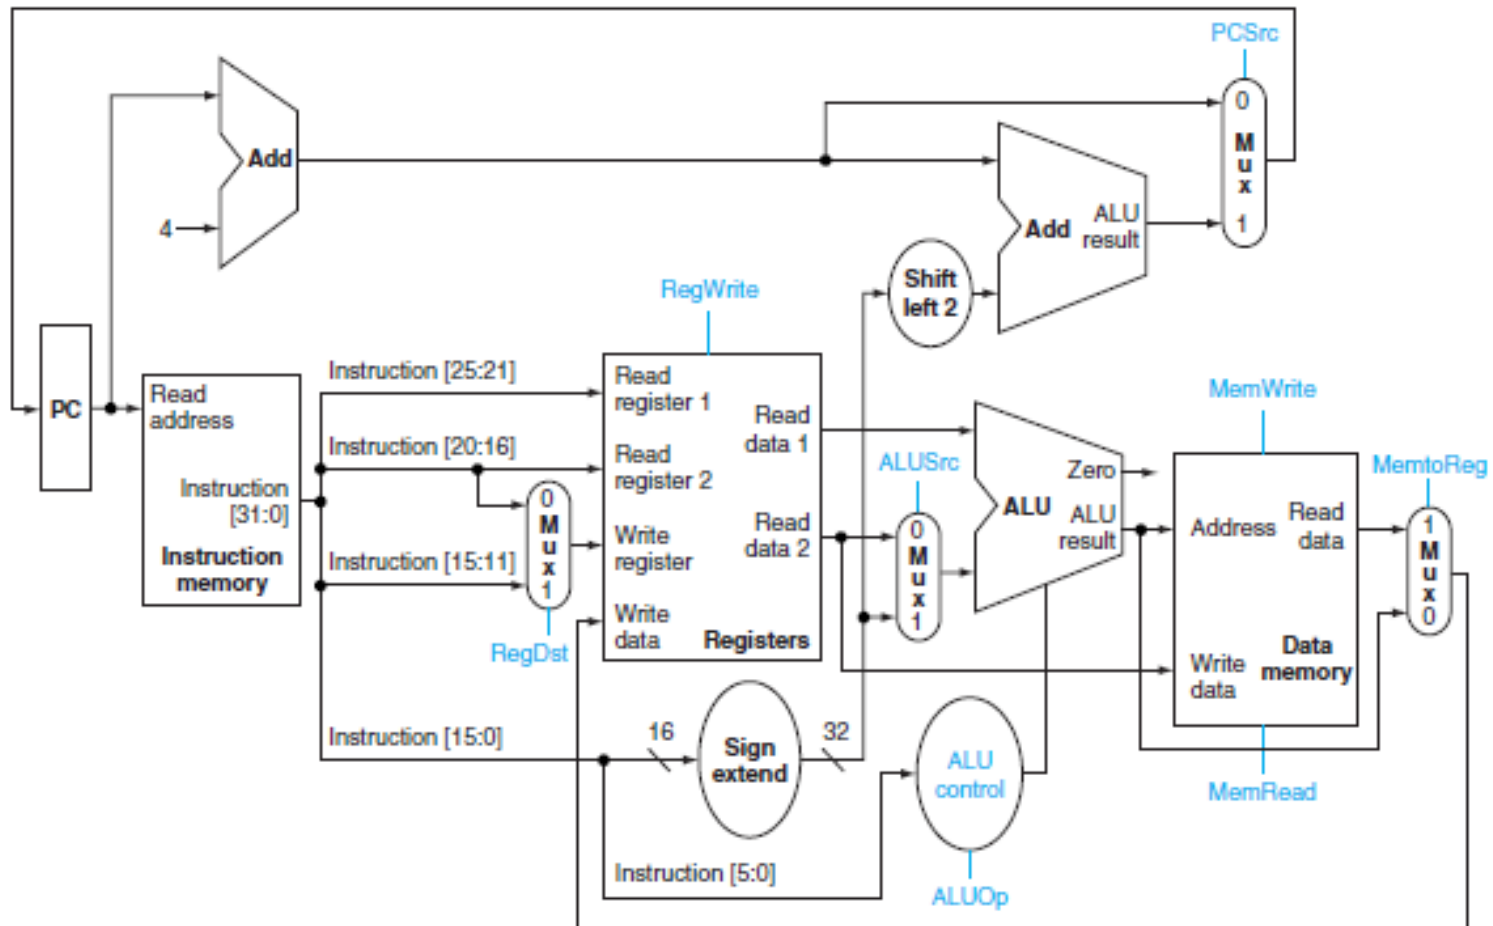 PCSrc
0
M
u
x
1
Add
4
Add
ALU
result
Shift
left 2
RegWrite
PC
Read
address
Instruction
[31:0]
Instruction
memory
Instruction [25:21]
Instruction [20:16]
Instruction [15:11]
Instruction [15:0]
Instruction [5:0]
0
M
u
x
1
RegDst
Read
register 1
Read
register 2
Write
register
Write
data
Read
data 1
Read
data 2
Registers
16
Sign
extend
32
ALUSrc
0
M
u
x
1
Zero
ALU
ALU
result
ALU
control
ALUOp
MemWrite
Address
Read
data
Write
data
Data
memory
MemRead
MemtoReg
1
M
u
x
0